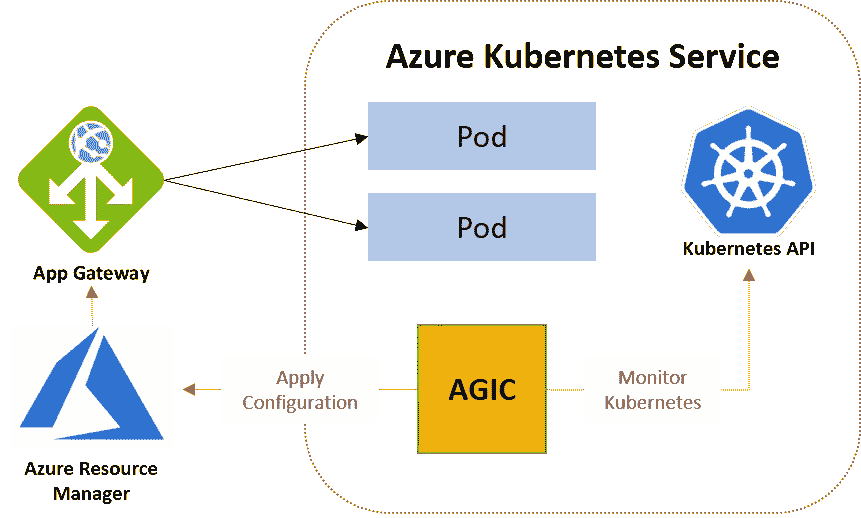 Azure Kubernetes Service
Pod
Pod
Kubernetes API
App Gateway
Apply
Configuration
AGIC
Monitor
Kubernetes
Azure Resource
Manager